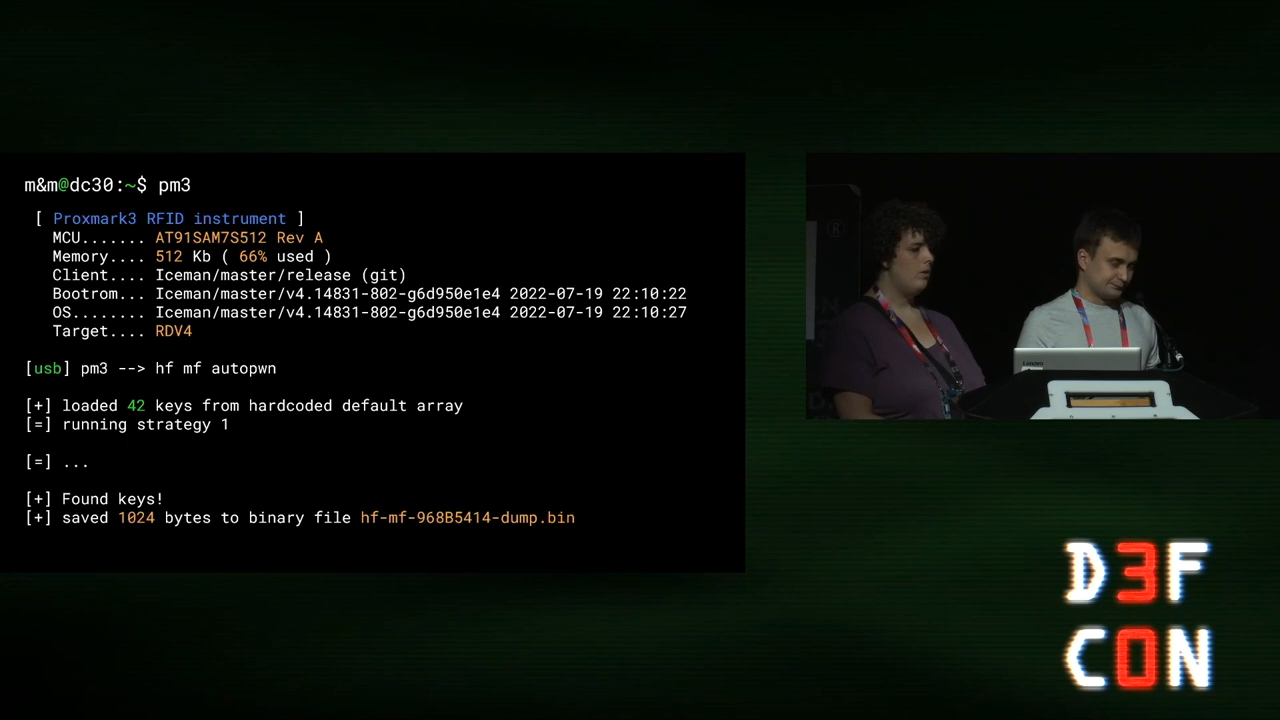 m&m@dc30:~$ pm3
[ Proxmark3 RFID instrument ]
MCU....... AT91SAM7S512 Rev A
Memory.... 512 Kb ( 66% used )
Client.... Iceman/master/release (git)
Bootrom... Iceman/master/v4.14831-802-g6d950e1e4 2022-07-19 22:10:22
OS........ Iceman/master/v4.14831-802-g6d950e1e4 2022-07-19 22:10:27
Target.... RDV4
[usb] pm3 --> hf mf autopwn
[+] loaded 42 keys from hardcoded default array
[=] running strategy 1
[=] ...
[+] Found keys!
[+] saved 1024 bytes to binary file hf-mf-968B5414-dump.bin
®
Lenovo
D3F
C0N